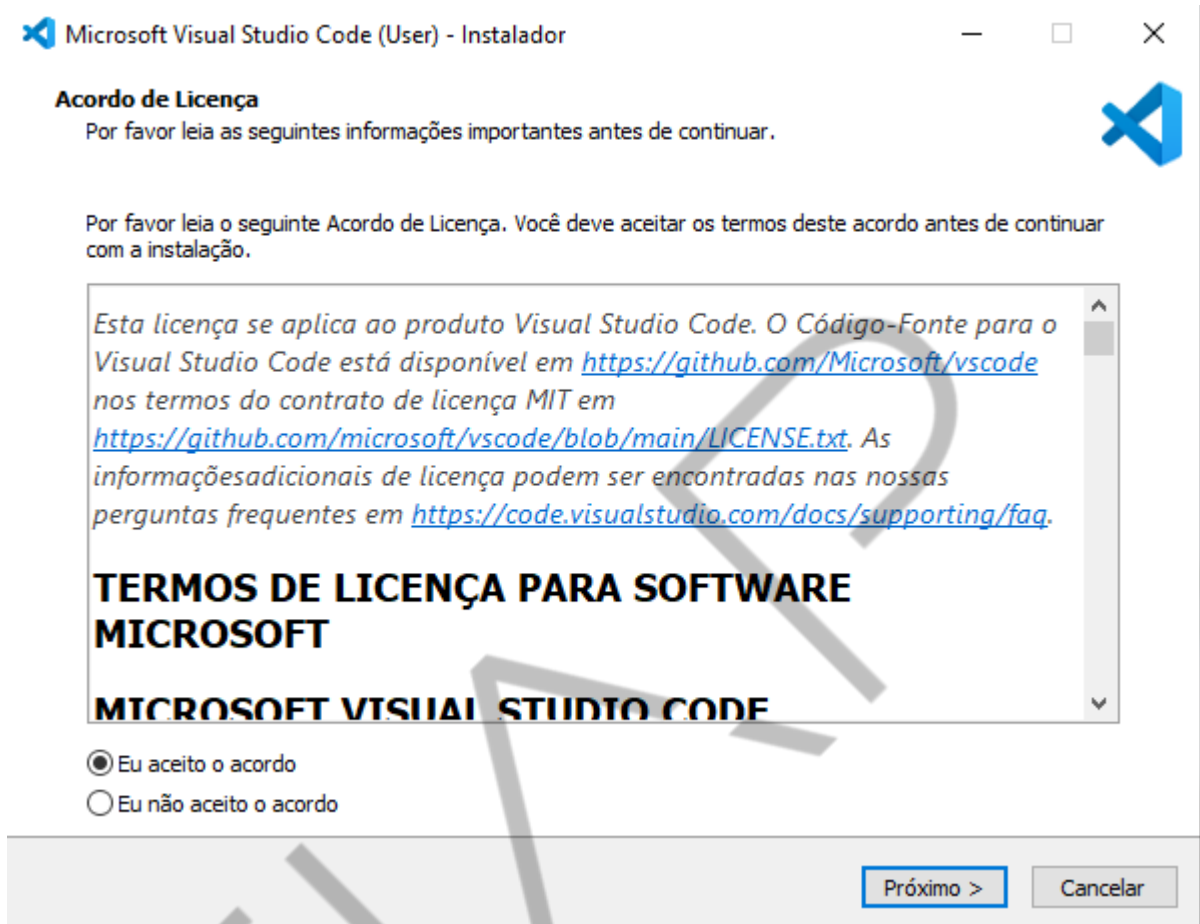 Microsoft Visual Studio Code (User) - Instalador
Acordo de Licença
Por favor leia as seguintes informações importantes antes de continuar.
Por favor leia o seguinte Acordo de Licença. Você deve aceitar os termos deste acordo antes de continuar
com a instalação.
Esta licença se aplica ao produto Visual Studio Code. O Código-Fonte para o
Visual Studio Code está disponível em https://github.com/Microsoft/vscode
nos termos do contrato de licença MIT em
https://github.com/microsoft/vscode/blob/main/LICENSE.txt. As
informaçõesadicionais de licença podem ser encontradas nas nossas
perguntas frequentes em https://code.visualstudio.com/docs/supporting/faq.
TERMOS DE LICENÇA PARA SOFTWARE
MICROSOFT
MICROSOFT VISUAL STUDIO CODE
Eu aceito o acordo
Eu não aceito o acordo
Próximo >
Cancelar